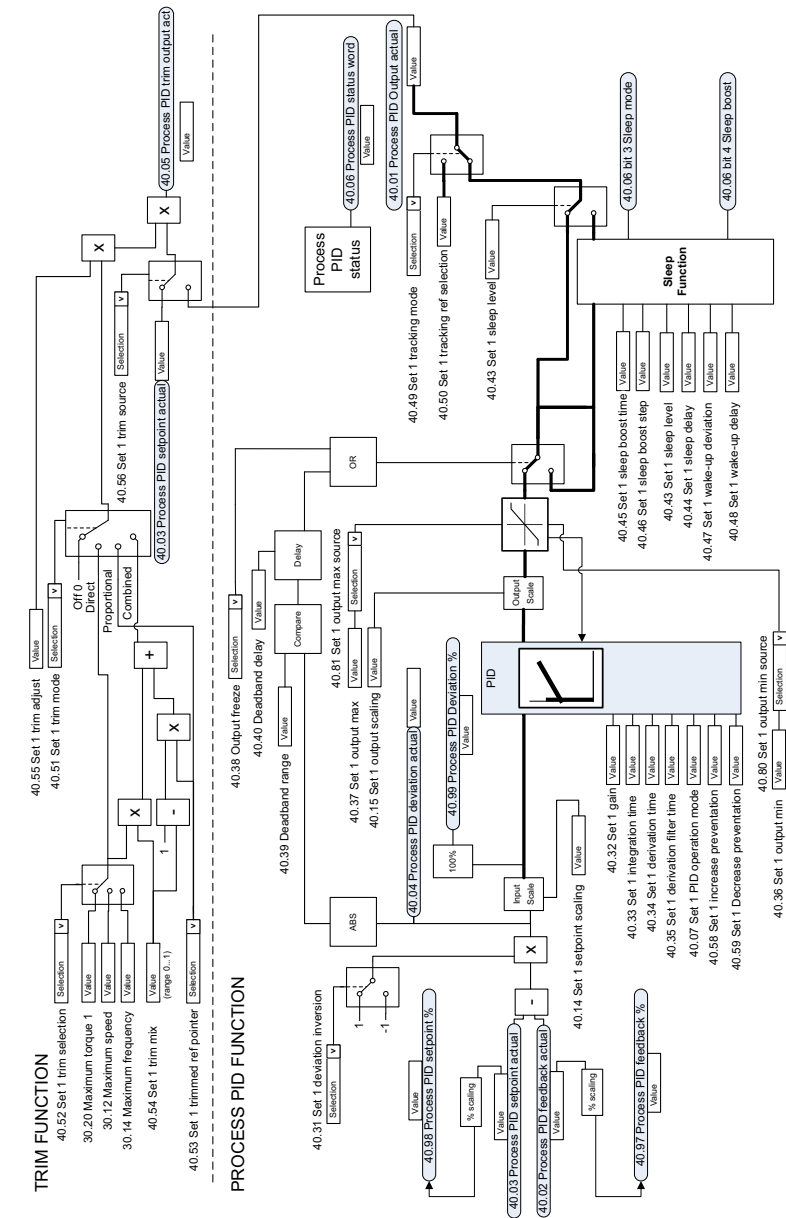 TRIM FUNCTION
40.52 Set 1 trim selection
Selection
v
30.20 Maximum torque 1
Value
30.12 Maximum speed
Value
30.14 Maximum frequency
Value
40.54 Set 1 trim mix
Value
(range 0...1)
40.53 Set 1 trimmed ref pointer
Selection
v
X
1
-
X
+
40.55 Set 1 trim adjust
Value
40.51 Set 1 trim mode
Selection
v
Off 0
Direct
Proportional
Combined
40.56 Set 1 trim source
Selection
v
40.03 Process PID setpoint actual
Value
X
X
40.05 Process PID trim output act
Value
PROCESS PID FUNCTION
40.31 Set 1 deviation inversion
Selection
v
1
-1
40.98 Process PID setpoint %
Value
% scaling
40.03 Process PID setpoint actual
Value
40.02 Process PID feedback actual
Value
% scaling
40.97 Process PID feedback %
Value
-
X
40.14 Set 1 setpoint scaling
Value
Input
Scale
ABS
40.04 Process PID deviation actual
Value
100%
40.99 Process PID Deviation %
Value
40.38 Output freeze
Selection
v
40.40 Deadband delay
Value
40.39 Deadband range
Value
Compare
Delay
OR
40.81 Set 1 output max source
40.37 Set 1 output max
Value
Selection
v
40.15 Set 1 output scaling
Value
PID
Output
Scale
40.32 Set 1 gain
Value
40.33 Set 1 integration time
Value
40.34 Set 1 derivation time
Value
40.35 Set 1 derivation filter time
Value
40.07 Set 1 PID operation mode
Value
40.58 Set 1 increase preventation
Value
40.59 Set 1 Decrease preventation
Value
40.80 Set 1 output min source
40.36 Set 1 output min
Value
Selection
v
Process
PID
status
40.06 Process PID status word
Value
40.01 Process PID Output actual
Value
40.49 Set 1 tracking mode
Selection
v
40.50 Set 1 tracking ref selection
Value
40.43 Set 1 sleep level
Value
40.45 Set 1 sleep boost time
Value
40.46 Set 1 sleep boost step
Value
40.43 Set 1 sleep level
Value
40.44 Set 1 sleep delay
Value
40.47 Set 1 wake-up deviation
Value
40.48 Set 1 wake-up delay
Value
Sleep
Function
40.06 bit 3 Sleep mode
40.06 bit 4 Sleep boost